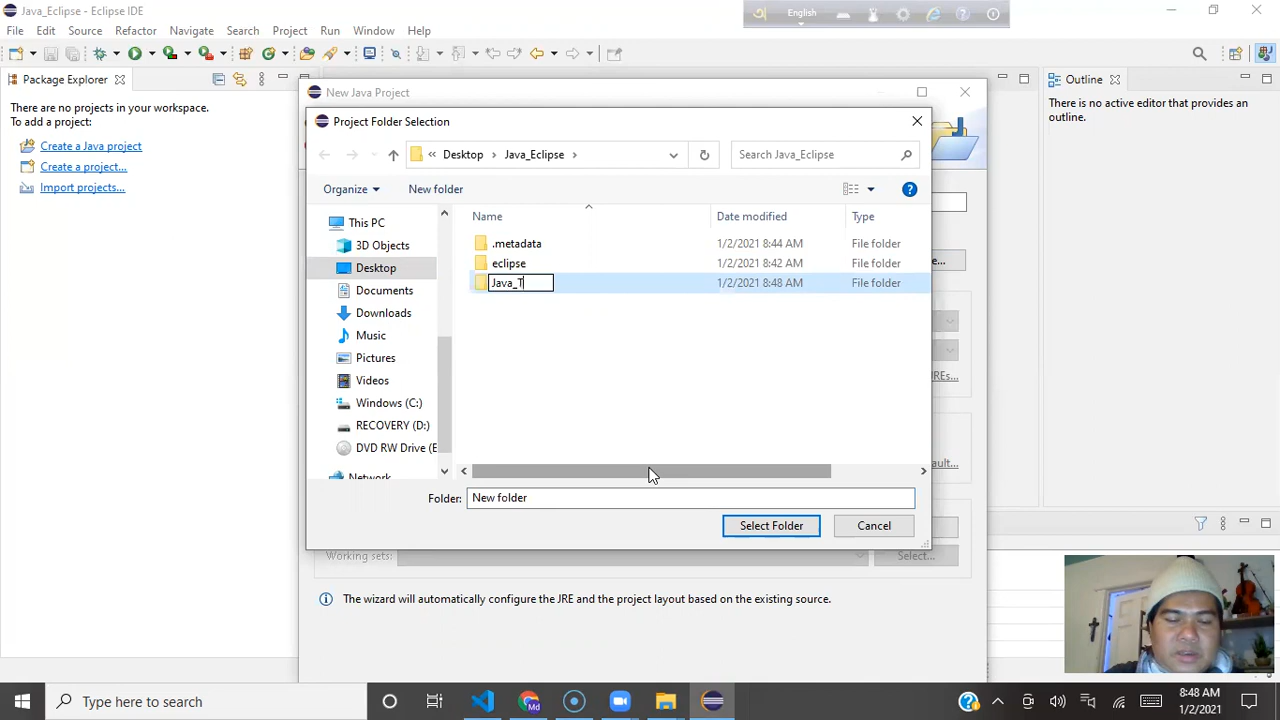 Java_Eclipse - Eclipse IDE
English
File Edit Source Refactor Navigate Search Project Run Window Help
Package Explorer
There are no projects in your workspace.
To add a project:
Create a Java project
Create a project...
Import projects...
New Java Project
Project Folder Selection
« Desktop > Java_Eclipse >
Search Java_Eclipse
Organize
New folder
This PC
3D Objects
Desktop
Documents
Downloads
Music
Pictures
Videos
Windows (C:)
RECOVERY (D:)
DVD RW Drive (E
Network
Name Date modified Type
.metadata 1/2/2021 8:44 AM File folder
eclipse 1/2/2021 8:42 AM File folder
Java_T 1/2/2021 8:48 AM File folder
Folder: New folder
Select Folder
Cancel
e...
JREs...
ault...
Working sets:
Select...
The wizard will automatically configure the JRE and the project layout based on the existing source.
Outline
There is no active editor that provides an
outline.
Type here to search
Md
8:48 AM
1/2/2021